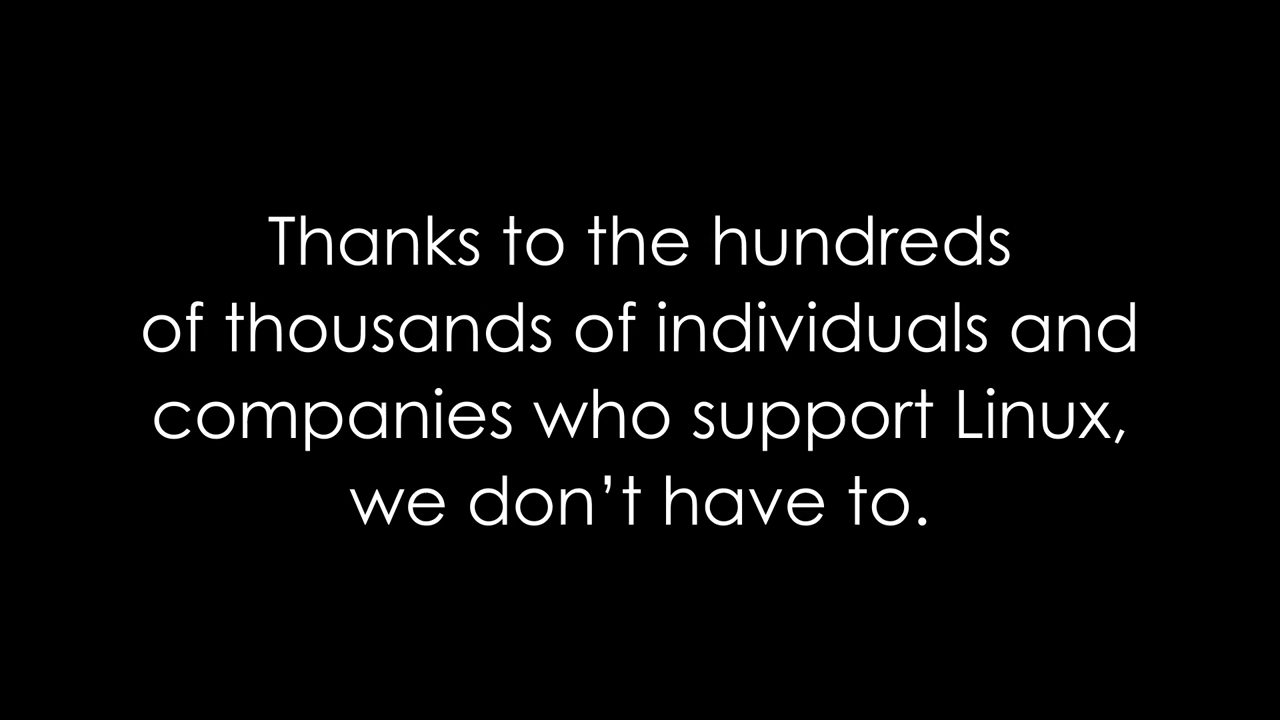 Thanks to the hundreds
of thousands of individuals and
companies who support Linux,
we don’t have to.